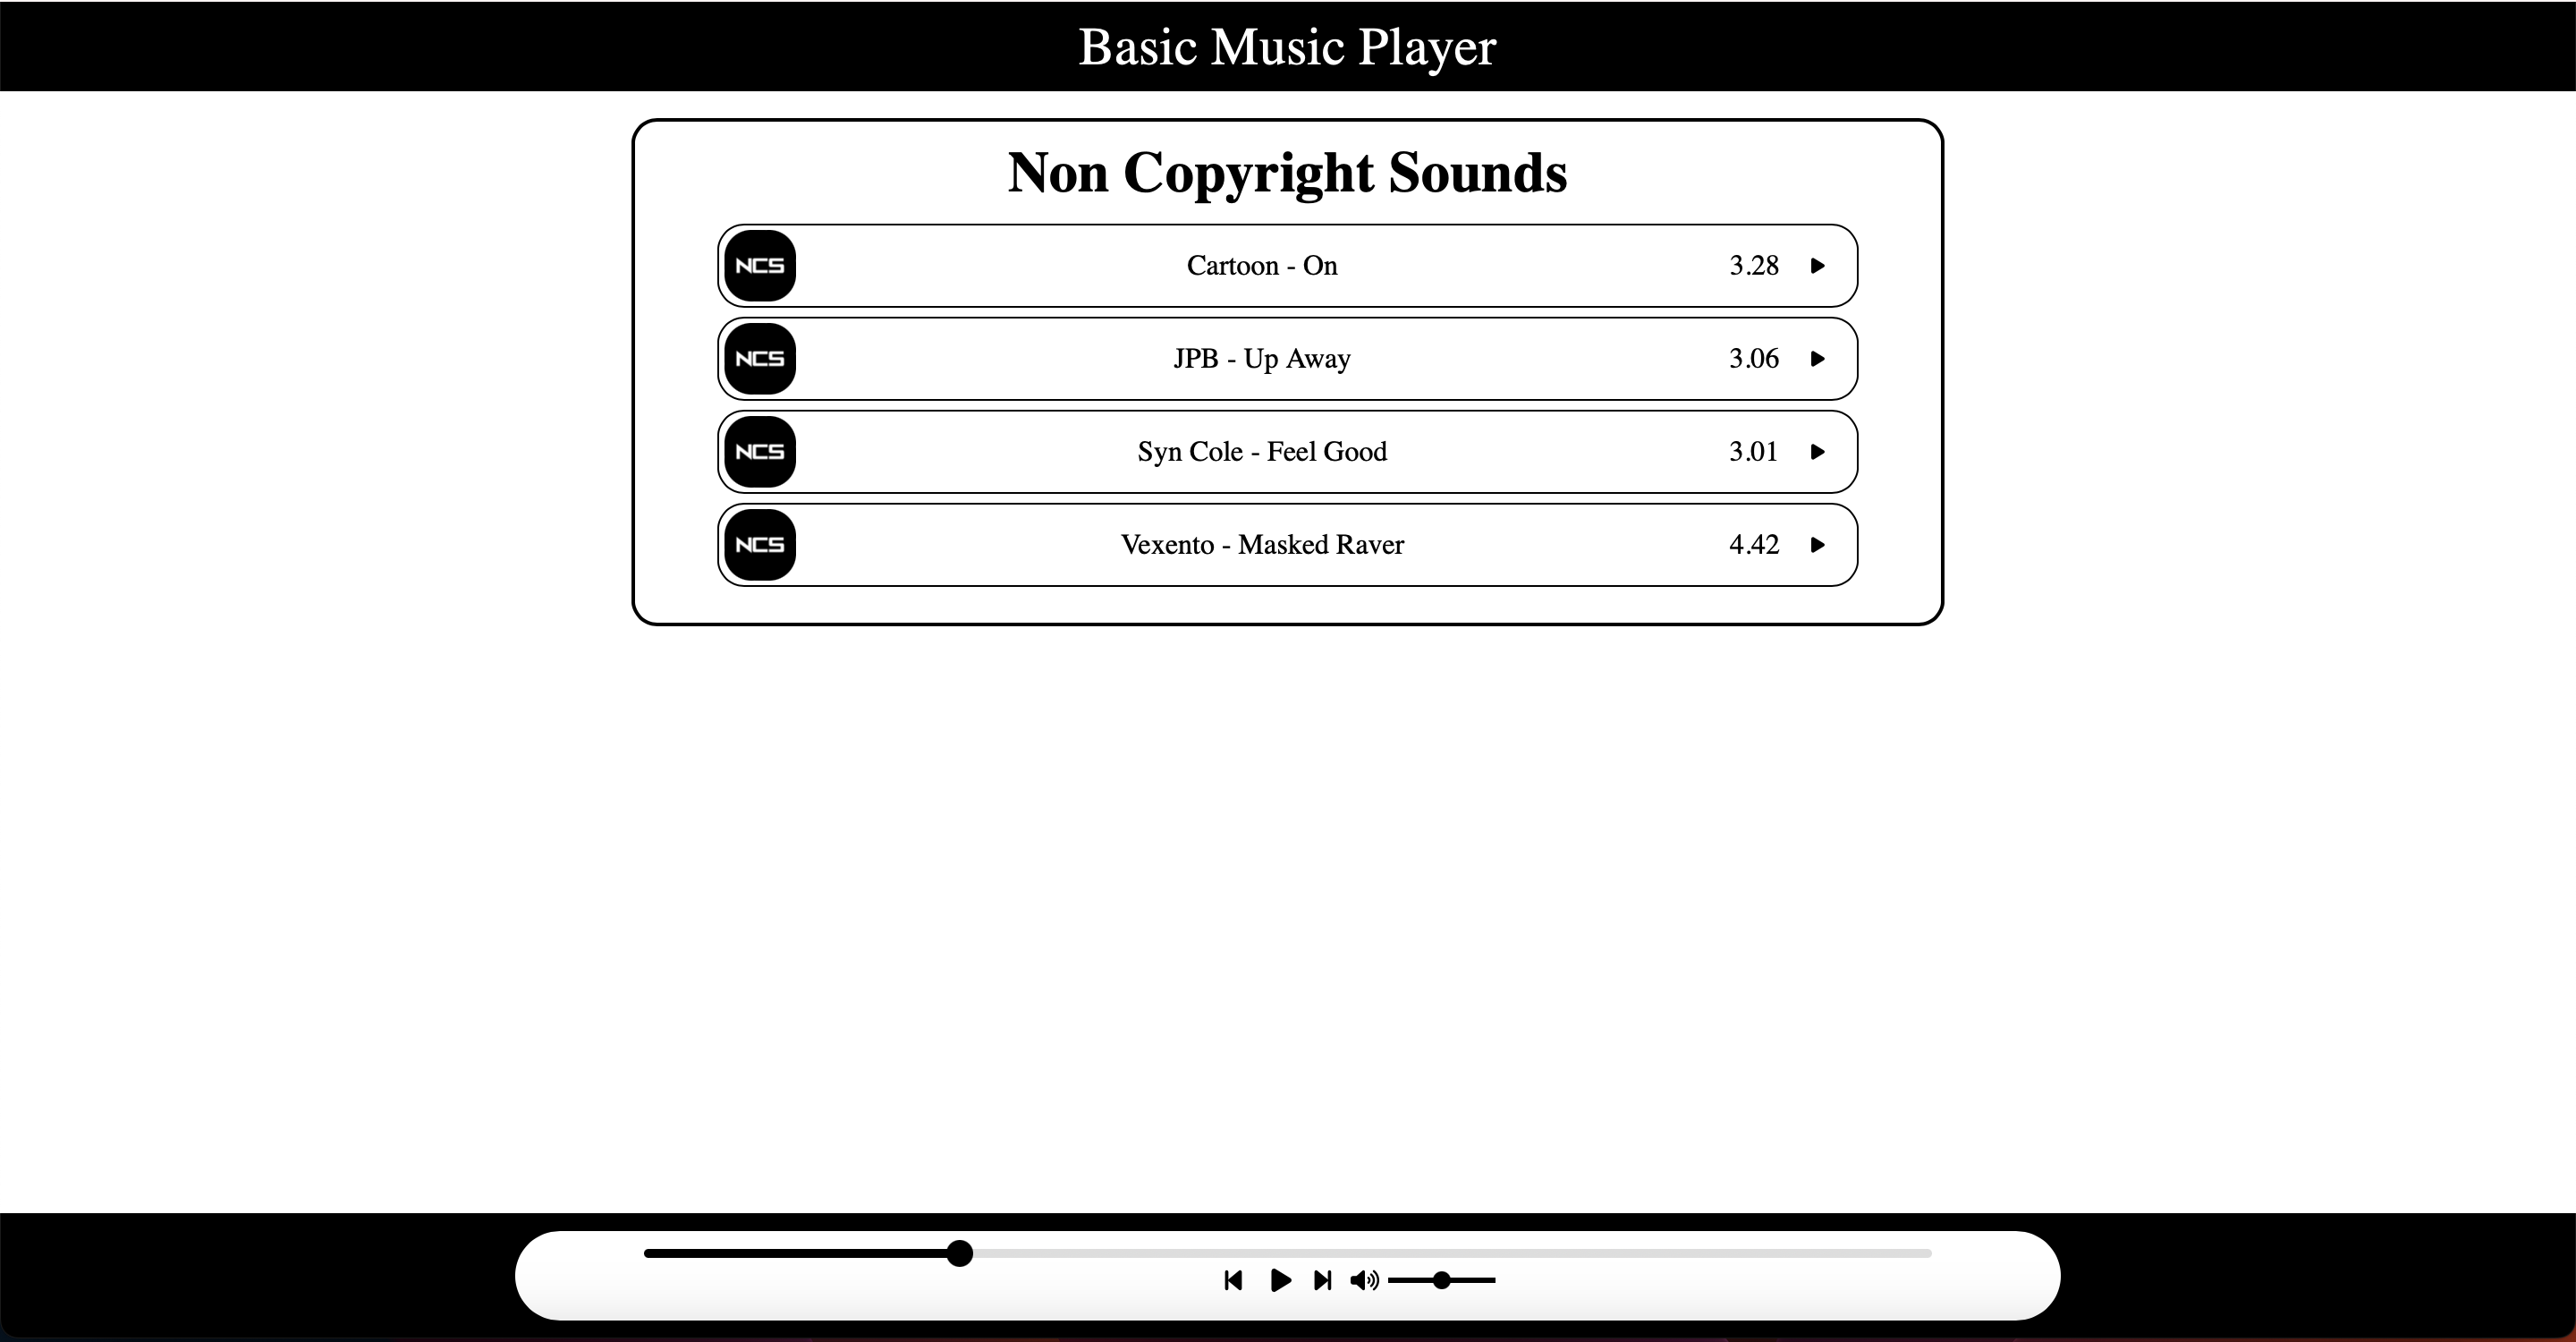 Basic Music Player
Non Copyright Sounds
NCS Cartoon - On 3.28
NCS JPB - Up Away 3.06
NCS Syn Cole - Feel Good 3.01
NCS Vexento - Masked Raver 4.42